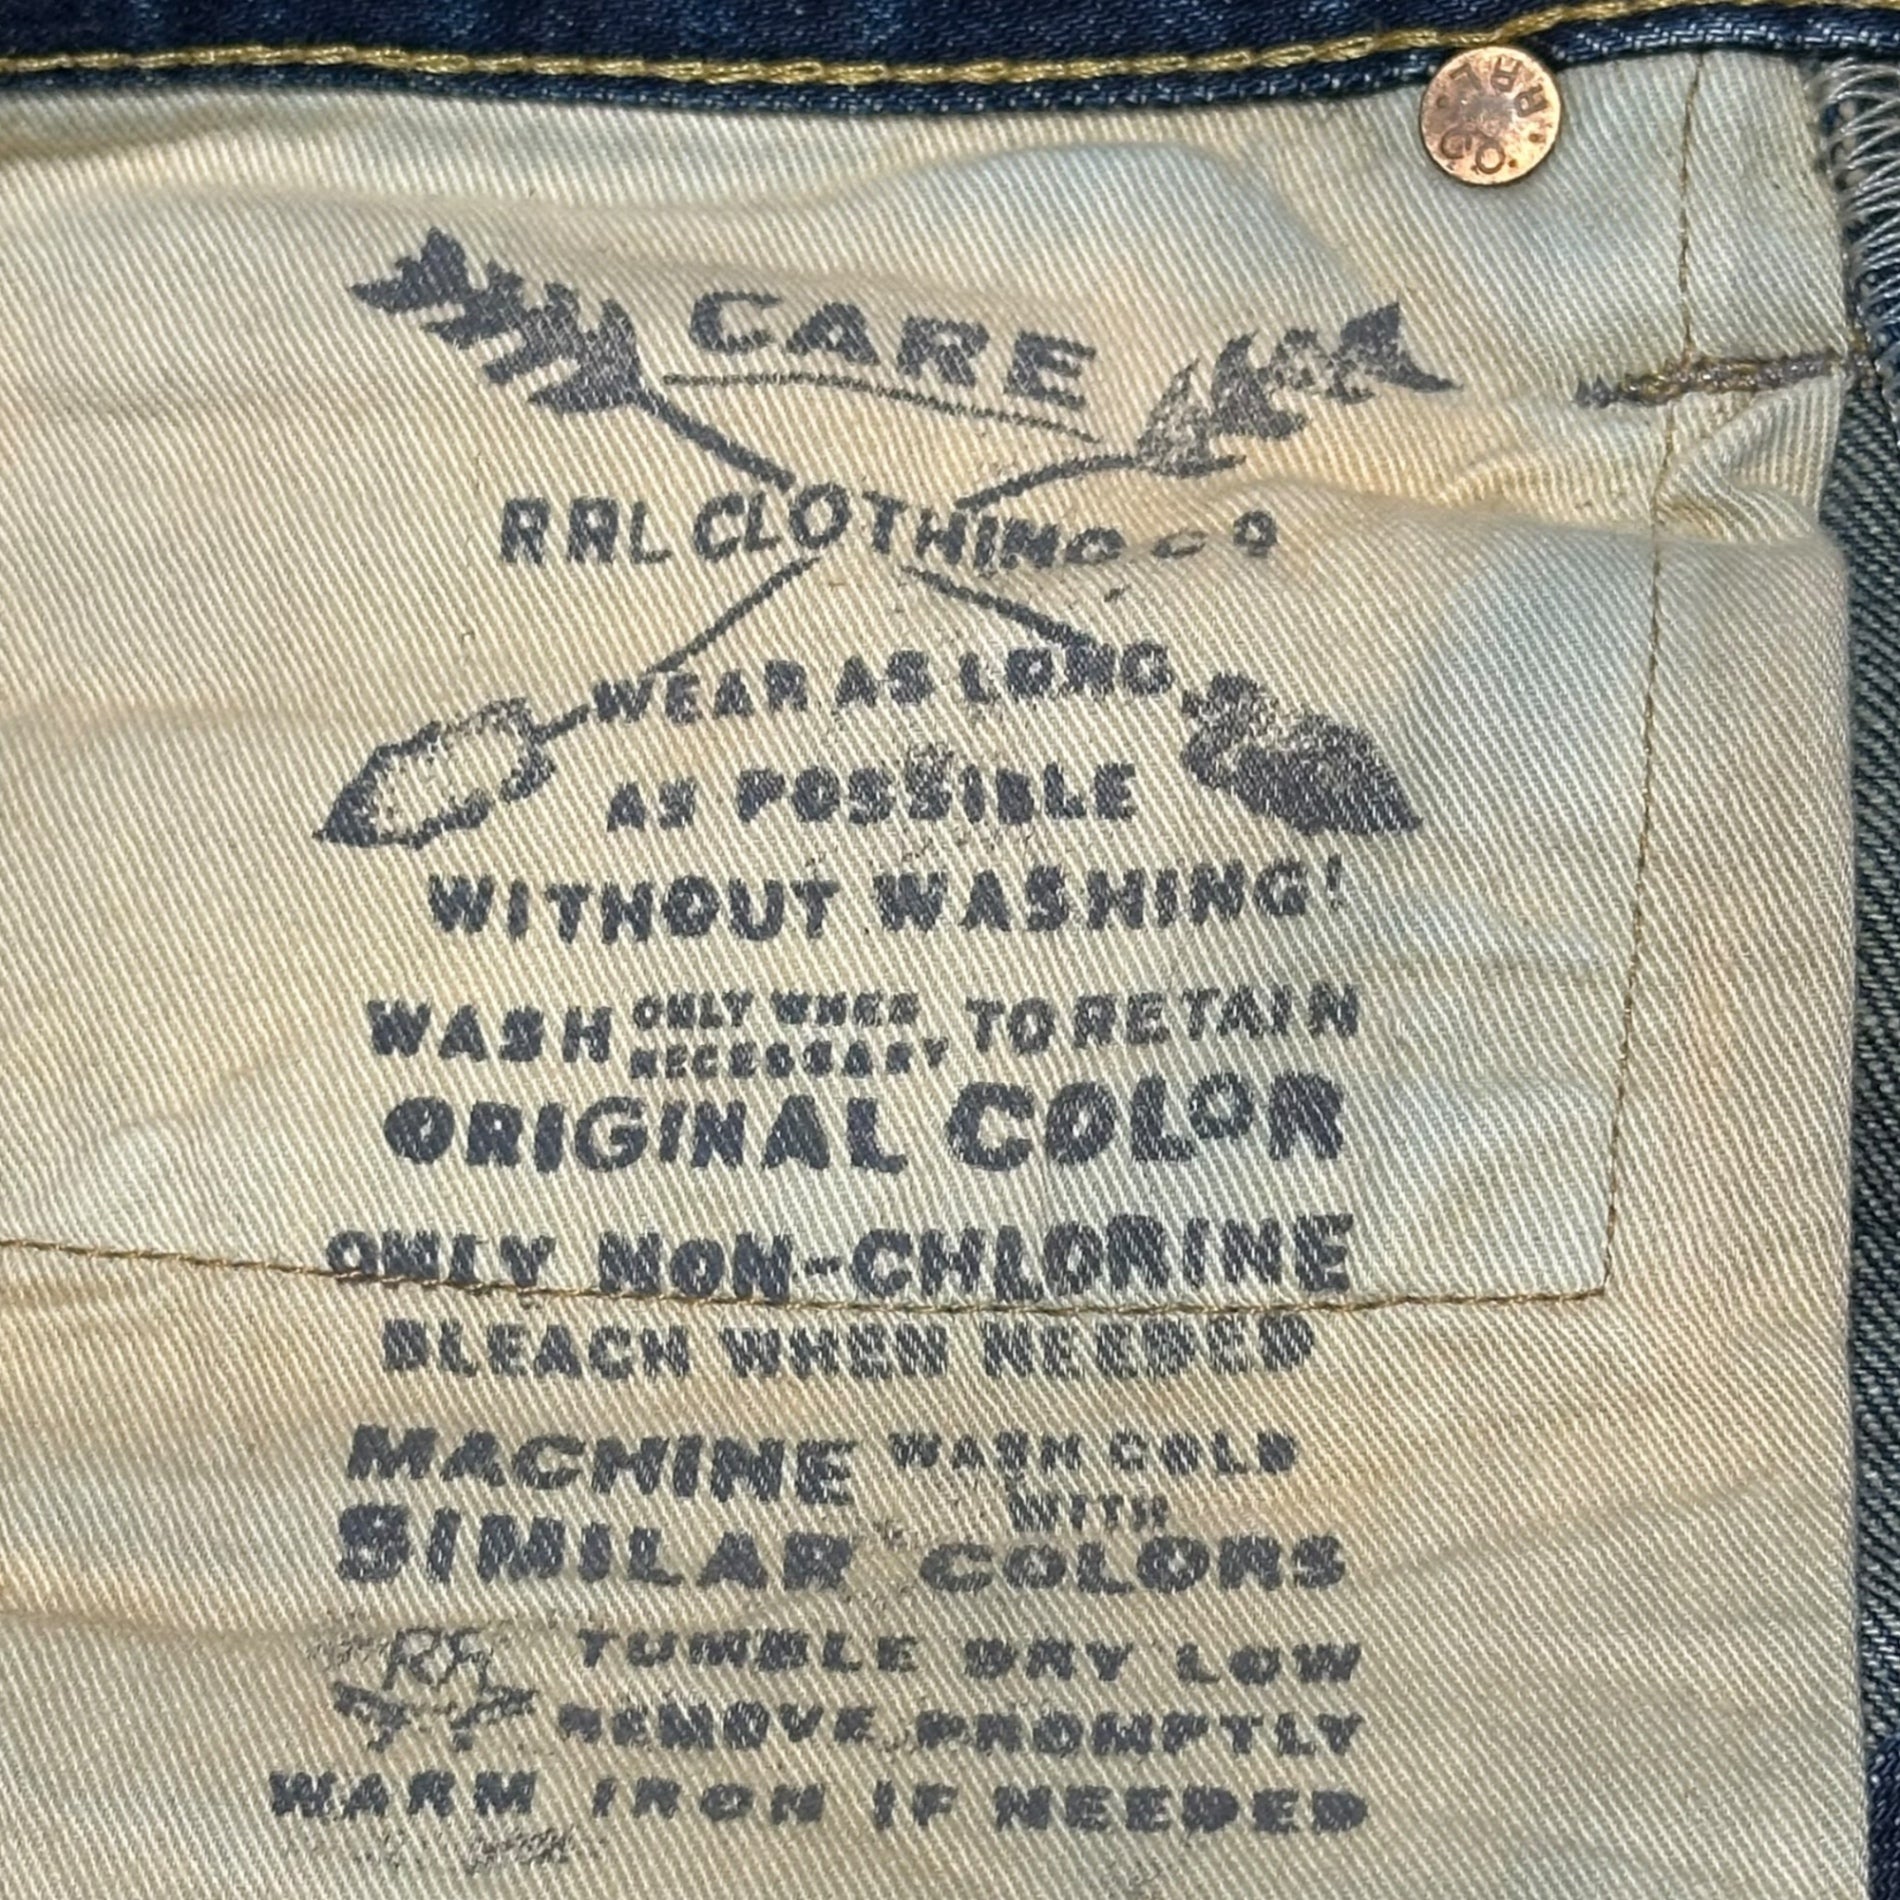 CARE
RRL CLOTHING CO
WEAR AS LONG
AS POSSIBLE
WITHOUT WASHING!
WASH ONLY WHEN NECESSARY TO RETAIN
ORIGINAL COLOR
ONLY NON-CHLORINE
BLEACH WHEN NEEDED
MACHINE WASH COLD
WITH
SIMILAR COLORS
TUMBLE DRY LOW
REMOVE PROMPTLY
WARM IRON IF NEEDED